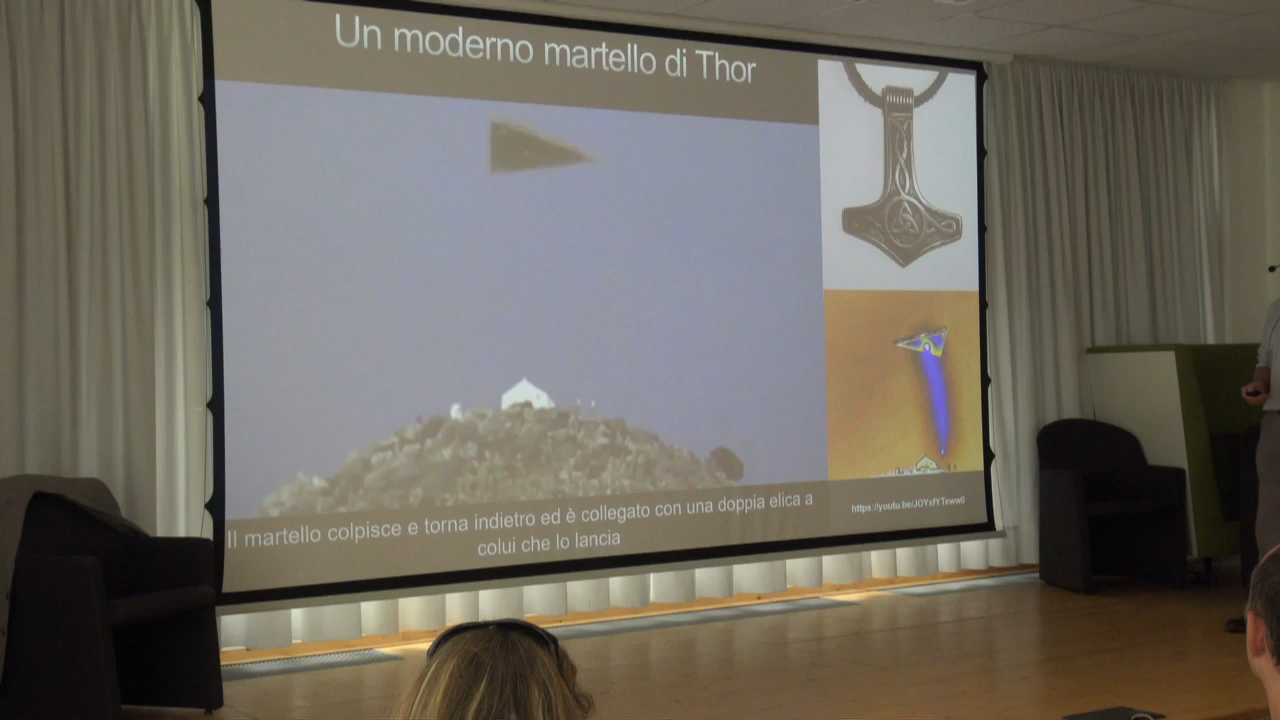 Un moderno martello di Thor
Il martello colpisce e torna indietro ed è collegato con una doppia elica a
colui che lo lancia
https://youtu.be/JOYsfYTeww0